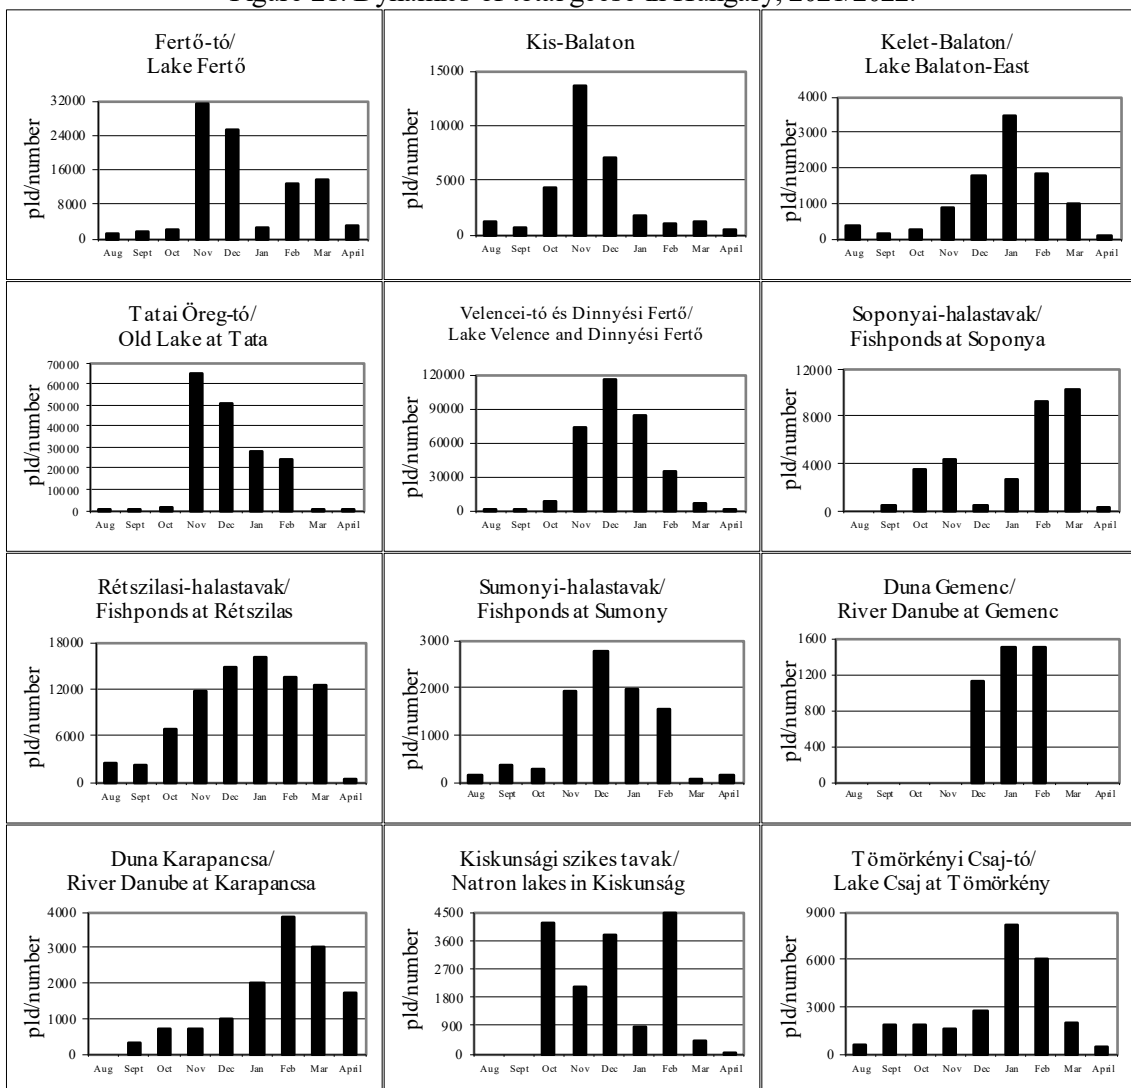 Figure 21. Dynamics of total geese in Hungary, 2021/2022.
Fertő-tó/
Lake Fertő
pld/number
32000
24000
16000
8000
0
Aug Sept Oct Nov Dec Jan Feb Mar April
Kis-Balaton
pld/number
15000
10000
5000
0
Aug Sept Oct Nov Dec Jan Feb Mar April
Kelet-Balaton/
Lake Balaton-East
pld/number
4000
3000
2000
1000
0
Aug Sept Oct Nov Dec Jan Feb Mar April
Tatai Öreg-tó/
Old Lake at Tata
pld/number
70000
60000
50000
40000
30000
20000
10000
0
Aug Sept Oct Nov Dec Jan Feb Mar April
Velencei-tó és Dinnyési Fertő/
Lake Velence and Dinnyési Fertő
pld/number
120000
90000
60000
30000
0
Aug Sept Oct Nov Dec Jan Feb Mar April
Soponyai-halastavak/
Fishponds at Soponya
pld/number
12000
8000
4000
0
Aug Sept Oct Nov Dec Jan Feb Mar April
Rétszilasi-halastavak/
Fishponds at Rétszilas
pld/number
18000
12000
6000
0
Aug Sept Oct Nov Dec Jan Feb Mar April
Sumonyi-halastavak/
Fishponds at Sumony
pld/number
3000
2000
1000
0
Aug Sept Oct Nov Dec Jan Feb Mar April
Duna Gemenc/
River Danube at Gemenc
pld/number
1600
1200
800
400
0
Aug Sept Oct Nov Dec Jan Feb Mar April
Duna Karapancsa/
River Danube at Karapancsa
pld/number
4000
3000
2000
1000
0
Aug Sept Oct Nov Dec Jan Feb Mar April
Kiskunsági szikes tavak/
Natron lakes in Kiskunság
pld/number
4500
3600
2700
1800
900
0
Aug Sept Oct Nov Dec Jan Feb Mar April
Tömörkényi Csaj-tó/
Lake Csaj at Tömörkény
pld/number
9000
6000
3000
0
Aug Sept Oct Nov Dec Jan Feb Mar April